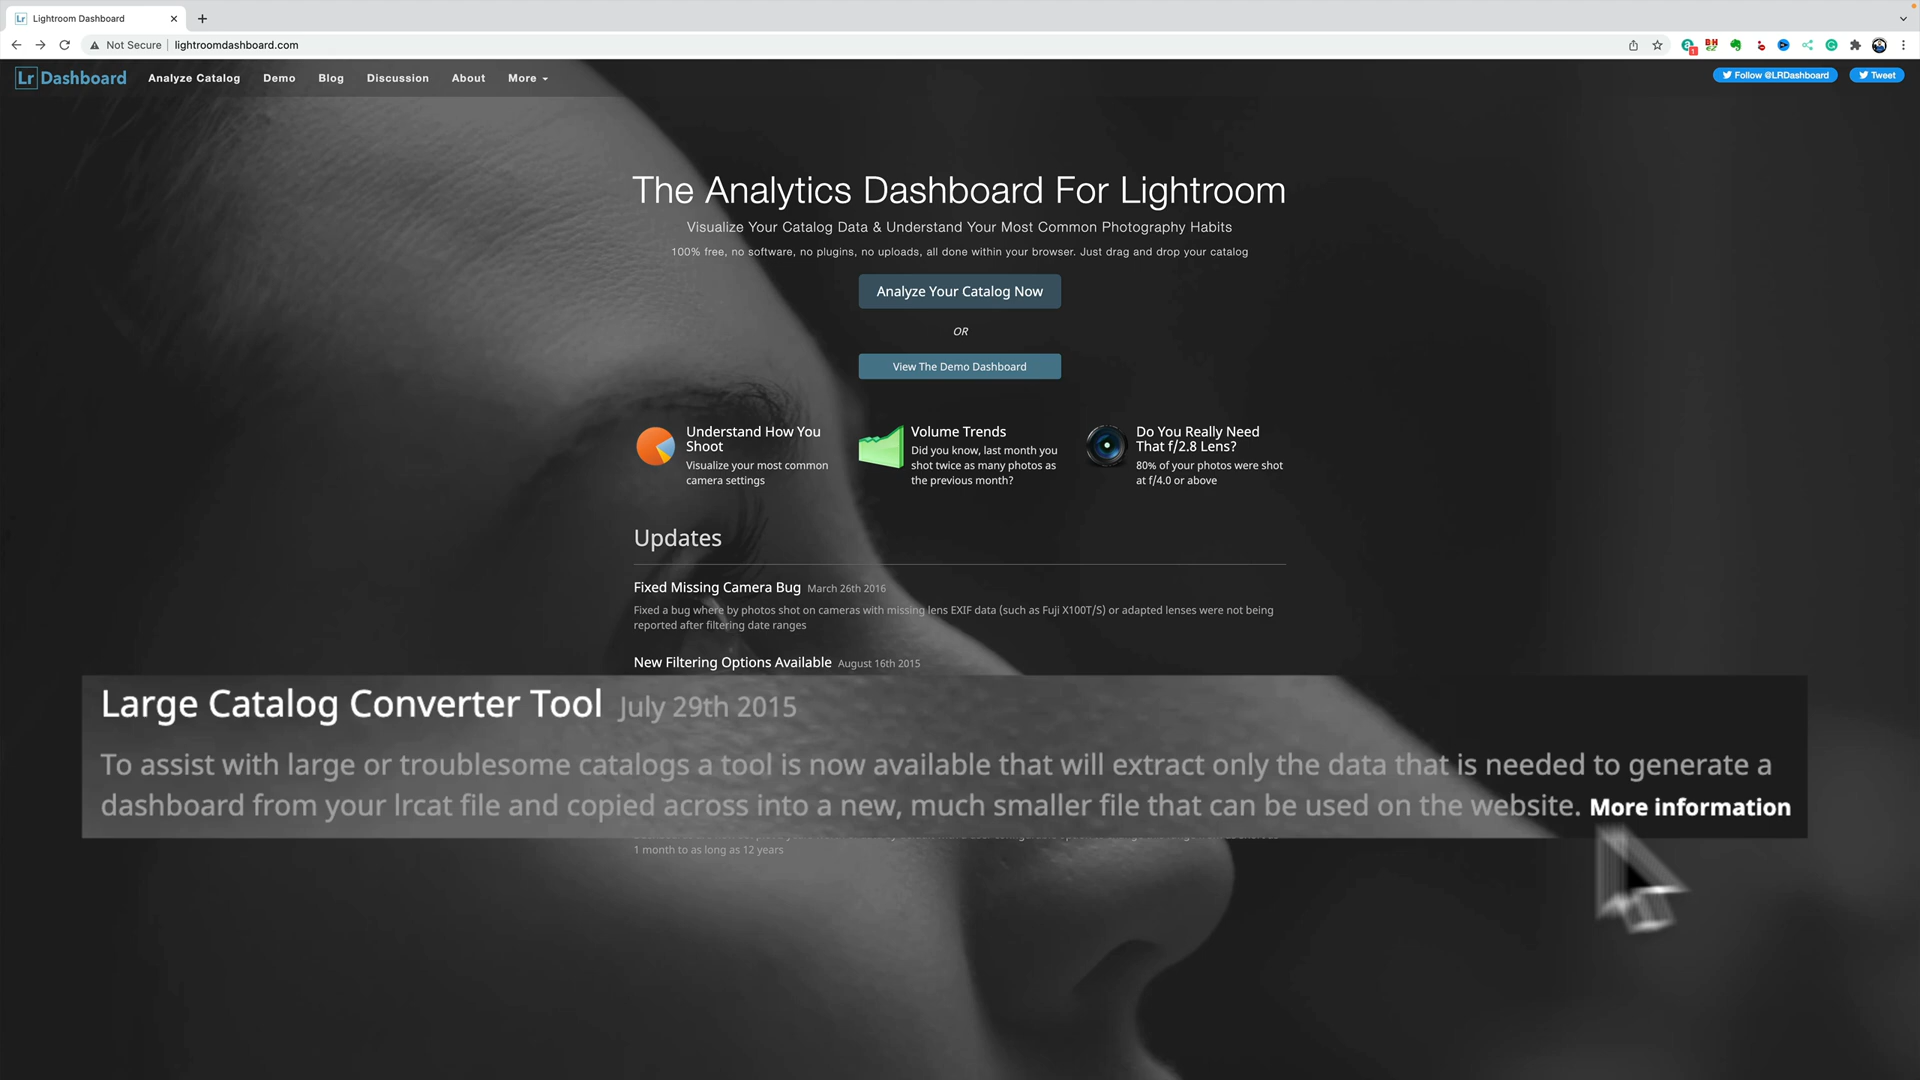 Lr Lightroom Dashboard
Not Secure
lightroomdashboard.com
Lr Dashboard
Analyze Catalog
Demo
Blog
Discussion
About
More
Follow @LRDashboard
Tweet
The Analytics Dashboard For Lightroom
Visualize Your Catalog Data & Understand Your Most Common Photography Habits
100% free, no software, no plugins, no uploads, all done within your browser. Just drag and drop your catalog
Analyze Your Catalog Now
OR
View The Demo Dashboard
Understand How You
Shoot
Visualize your most common
camera settings
Volume Trends
Did you know, last month you
shot twice as many photos as
the previous month?
Do You Really Need
That f/2.8 Lens?
80% of your photos were shot
at f/4.0 or above
Updates
Fixed Missing Camera Bug March 26th 2016
Fixed a bug where by photos shot on cameras with missing lens EXIF data (such as Fuji X100T/S) or adapted lenses were not being
reported after filtering date ranges
New Filtering Options Available August 16th 2015
Large Catalog Converter Tool July 29th 2015
To assist with large or troublesome catalogs a tool is now available that will extract only the data that is needed to generate a
dashboard from your lrcat file and copied across into a new, much smaller file that can be used on the website. More information
1 month to as long as 12 years